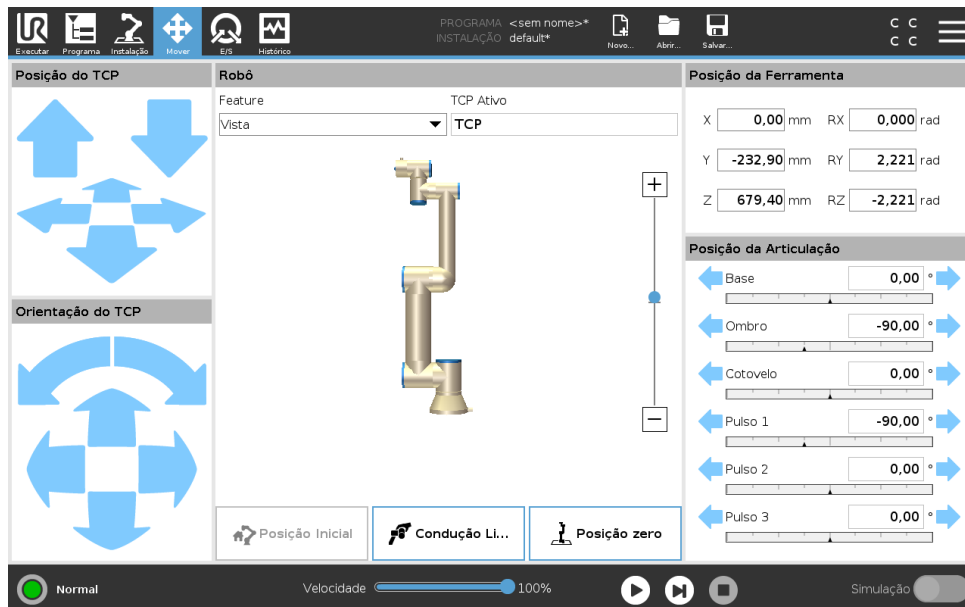 PROGRAMA <sem nome>*
INSTALAÇÃO default*
Executar Programa Instalação Mover E/S Histórico Novo... Abrir... Salvar...
C C
C C
Posição do TCP
Robô
Posição da Ferramenta
Feature TCP Ativo
Vista TCP
X 0,00 mm RX 0,000 rad
Y -232,90 mm RY 2,221 rad
Z 679,40 mm RZ -2,221 rad
+
−
Posição da Articulação
Base 0,00 °
Ombro -90,00 °
Cotovelo 0,00 °
Pulso 1 -90,00 °
Pulso 2 0,00 °
Pulso 3 0,00 °
Orientação do TCP
Posição Inicial Condução Li... Posição zero
Normal Velocidade 100% Simulação